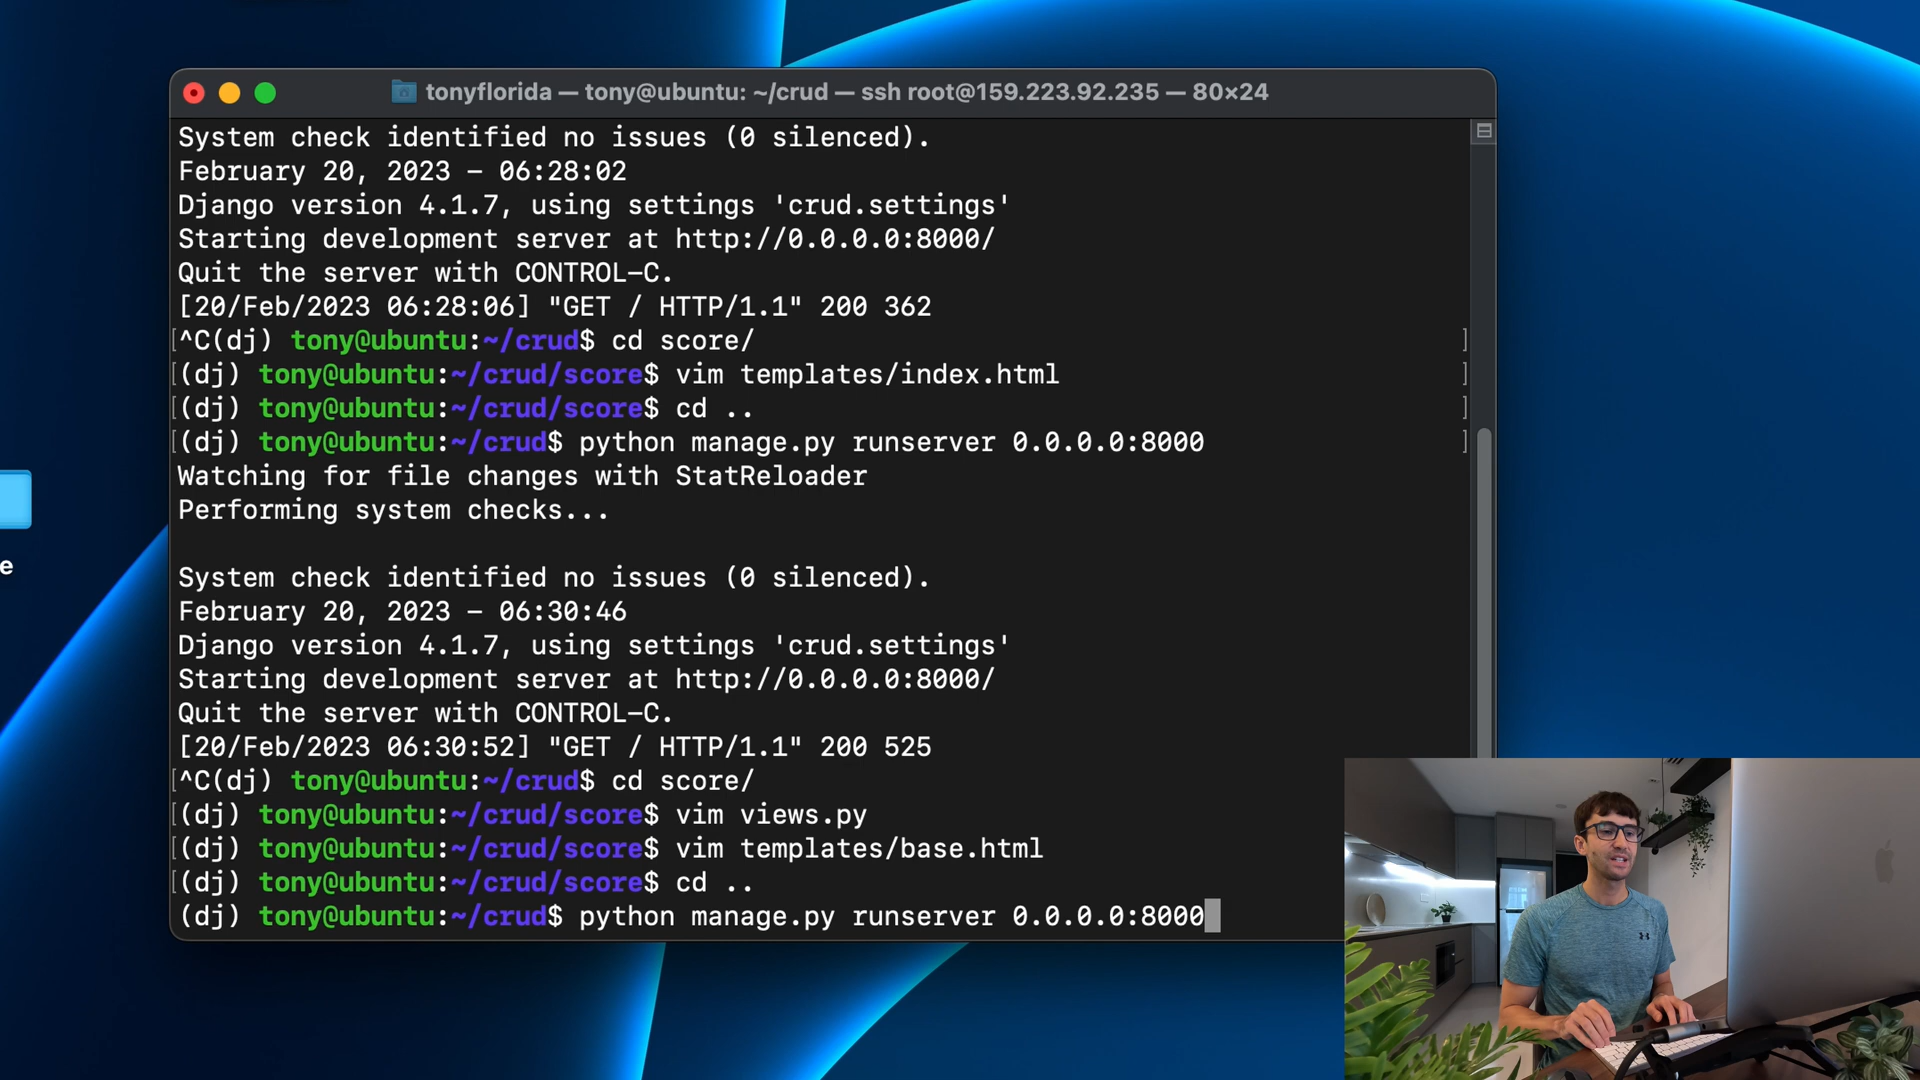 tonyflorida — tony@ubuntu: ~/crud — ssh root@159.223.92.235 — 80×24
System check identified no issues (0 silenced).
February 20, 2023 - 06:28:02
Django version 4.1.7, using settings 'crud.settings'
Starting development server at http://0.0.0.0:8000/
Quit the server with CONTROL-C.
[20/Feb/2023 06:28:06] "GET / HTTP/1.1" 200 362
[^C(dj) tony@ubuntu:~/crud$ cd score/ ]
[(dj) tony@ubuntu:~/crud/score$ vim templates/index.html ]
[(dj) tony@ubuntu:~/crud/score$ cd .. ]
[(dj) tony@ubuntu:~/crud$ python manage.py runserver 0.0.0.0:8000 ]
Watching for file changes with StatReloader
Performing system checks...
System check identified no issues (0 silenced).
February 20, 2023 - 06:30:46
Django version 4.1.7, using settings 'crud.settings'
Starting development server at http://0.0.0.0:8000/
Quit the server with CONTROL-C.
[20/Feb/2023 06:30:52] "GET / HTTP/1.1" 200 525
[^C(dj) tony@ubuntu:~/crud$ cd score/
[(dj) tony@ubuntu:~/crud/score$ vim views.py
[(dj) tony@ubuntu:~/crud/score$ vim templates/base.html
[(dj) tony@ubuntu:~/crud/score$ cd ..
(dj) tony@ubuntu:~/crud$ python manage.py runserver 0.0.0.0:8000
e